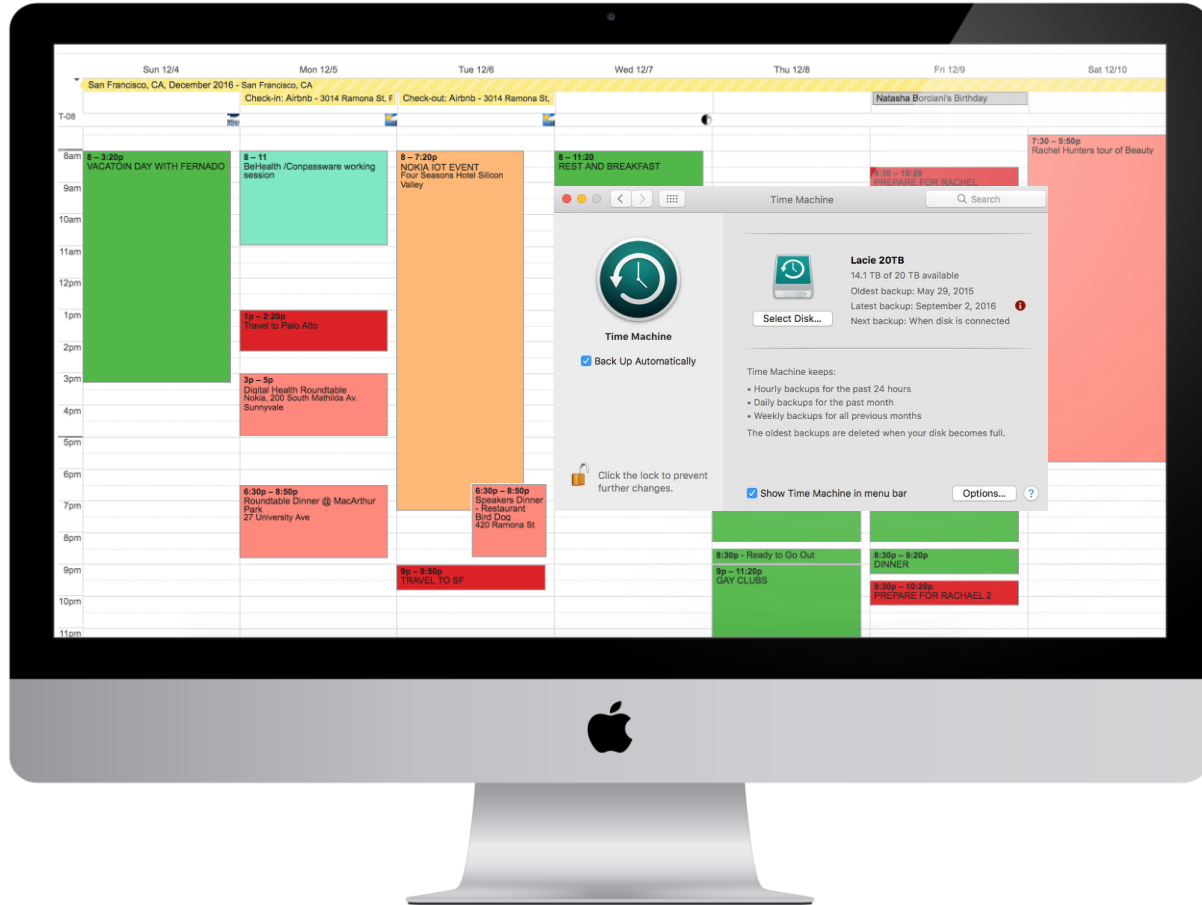 Sun 12/4
Mon 12/5
Tue 12/6
Wed 12/7
Thu 12/8
Fri 12/9
Sat 12/10
San Francisco, CA, December 2016 - San Francisco, CA
Check-in: Airbnb - 3014 Ramona St, P
Check-out: Airbnb - 3014 Ramona St,
Natasha Borciani's Birthday
T-08
8am
9am
10am
11am
12pm
1pm
2pm
3pm
4pm
5pm
6pm
7pm
8pm
9pm
10pm
11pm
8 – 3:20p
VACATOIN DAY WITH FERNADO
8 – 11
BeHealth /Conpassware working
session
1p – 2:20p
Travel to Palo Alto
3p – 5p
Digital Health Roundtable
Nokia, 200 South Mathilda Av.
Sunnyvale
6:30p – 8:50p
Roundtable Dinner @ MacArthur
Park
27 University Ave
8 – 7:20p
NOKIA IOT EVENT
Four Seasons Hotel Silicon
Valley
6:30p – 8:50p
Speakers Dinner
- Restaurant
Bird Dog
420 Ramona St
9p – 9:50p
TRAVEL TO SF
8 – 11:20
REST AND BREAKFAST
8:30p - Ready to Go Out
9p – 11:20p
GAY CLUBS
8:30 – 10:20
PREPARE FOR RACHEL
8:30p – 9:20p
DINNER
9:30p – 10:20p
PREPARE FOR RACHAEL 2
7:30 – 5:50p
Rachel Hunters tour of Beauty
Time Machine
Search
Time Machine
Back Up Automatically
Click the lock to prevent
further changes.
Lacie 20TB
14.1 TB of 20 TB available
Oldest backup: May 29, 2015
Latest backup: September 2, 2016
Next backup: When disk is connected
Select Disk...
Time Machine keeps:
• Hourly backups for the past 24 hours
• Daily backups for the past month
• Weekly backups for all previous months
The oldest backups are deleted when your disk becomes full.
Show Time Machine in menu bar
Options...
?